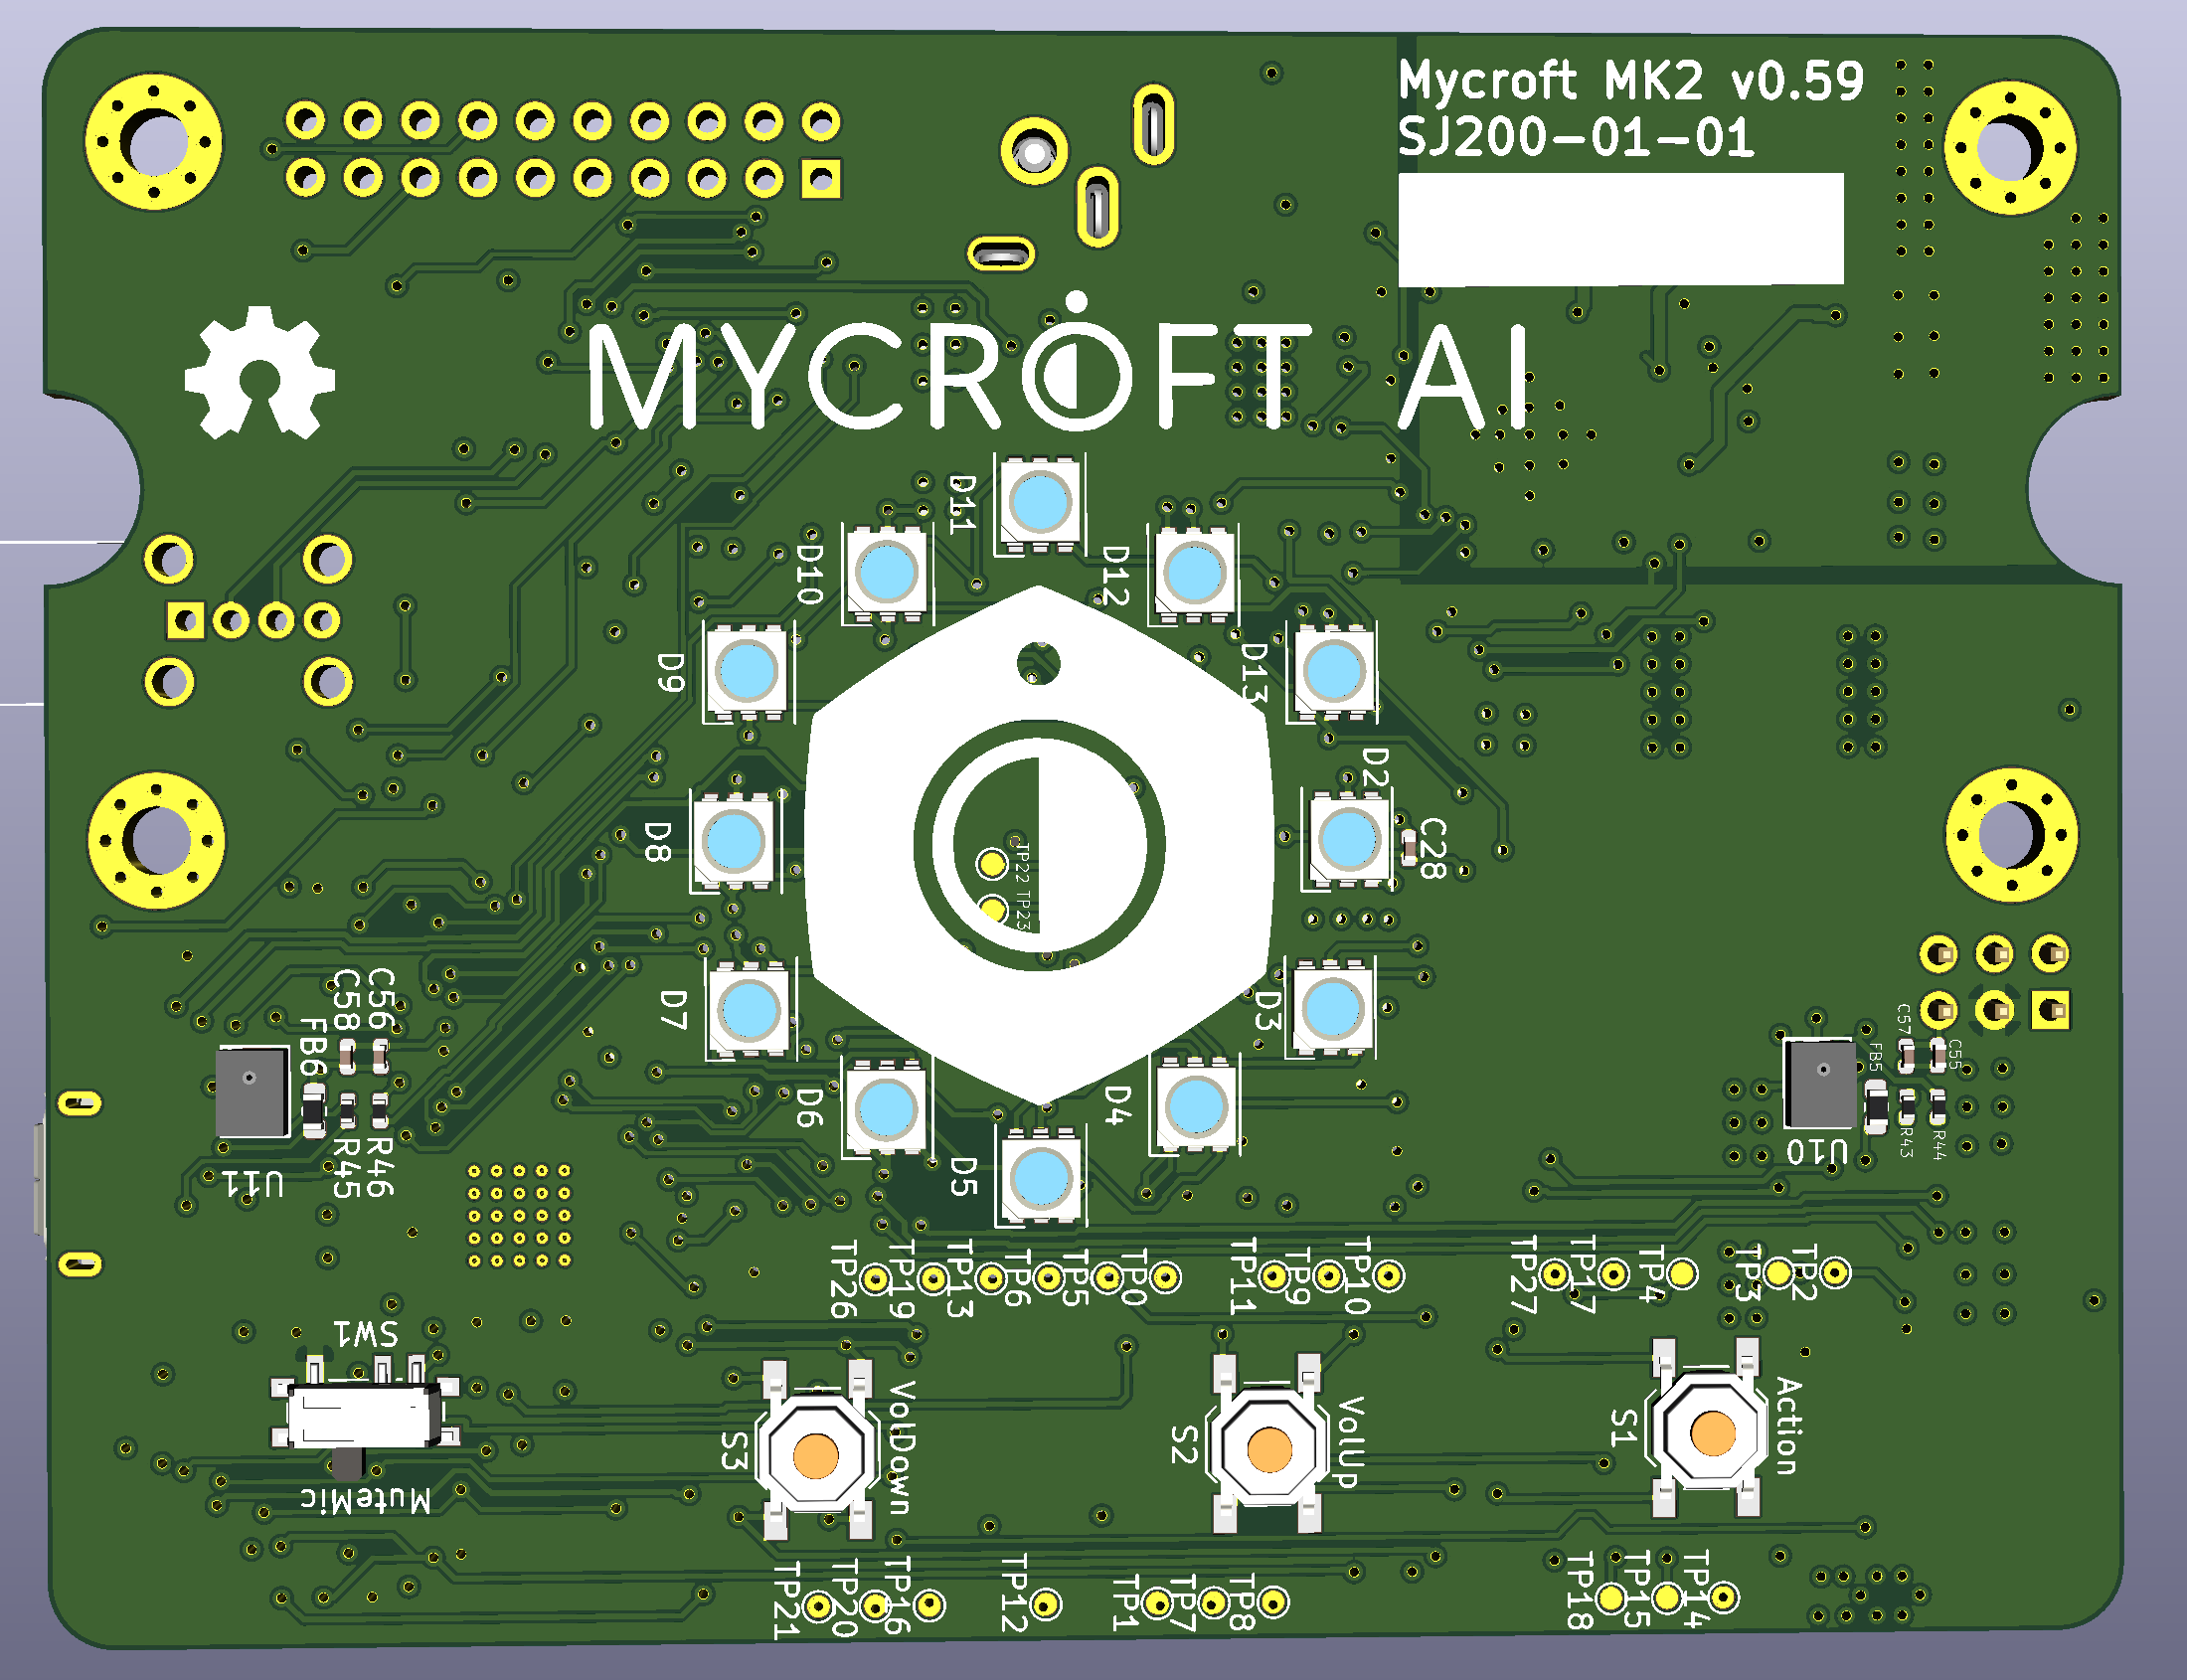 Mycroft MK2 v0.59
SJ200-01-01
MYCROFT AI
D11
D10
D12
D9
D13
D8
D2
C28
TP22 TP23
D7
D3
D6
D4
D5
C58
C56
FB6
U11
R45
R46
C57
C55
FB5
U10
R43
R44
TP26
TP19
TP13
TP6
TP5
TP0
TP11
TP9
TP10
TP27
TP17
TP4
TP3
TP2
SW1
MuteMic
S3
VolDown
S2
VolUp
S1
Action
TP21
TP20
TP16
TP12
TP1
TP7
TP8
TP18
TP15
TP14